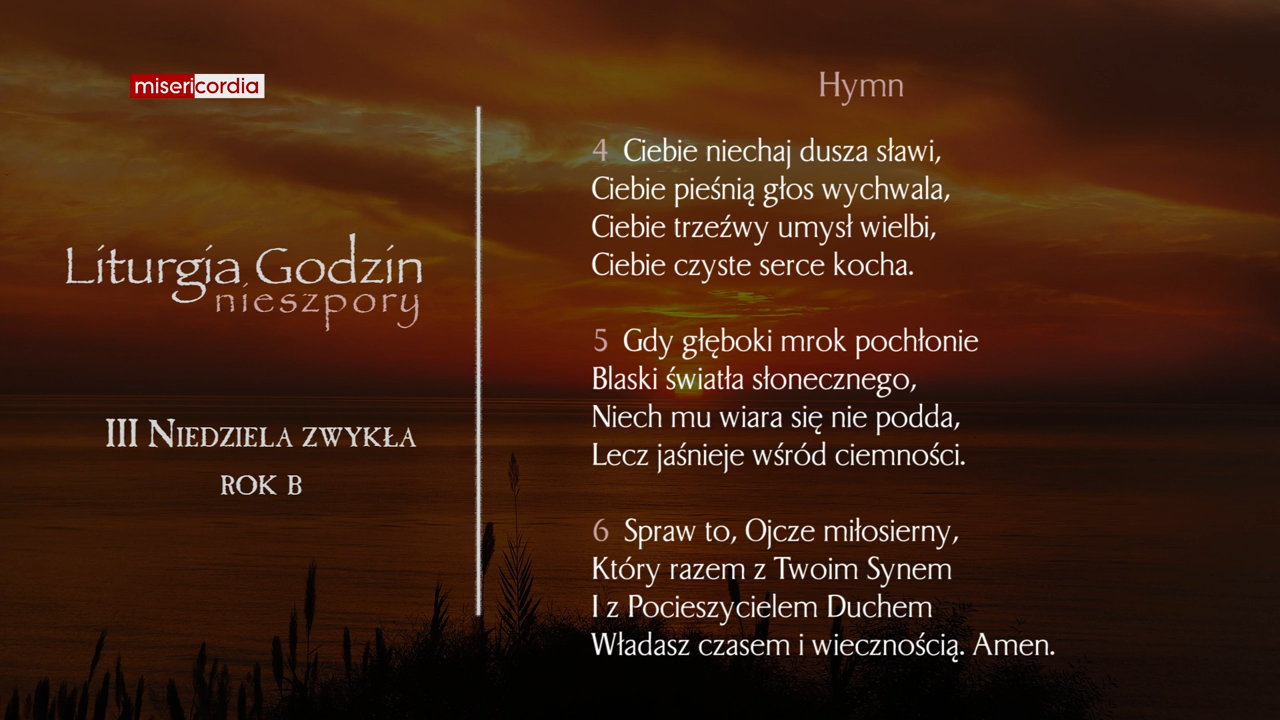 misericordia
Liturgia Godzin
nieszpory
III Niedziela zwykła
rok B
Hymn
4 Ciebie niechaj dusza sławi,
Ciebie pieśnią głos wychwala,
Ciebie trzeźwy umysł wielbi,
Ciebie czyste serce kocha.
5 Gdy głęboki mrok pochłonie
Blaski światła słonecznego,
Niech mu wiara się nie podda,
Lecz jaśnieje wśród ciemności.
6 Spraw to, Ojcze miłosierny,
Który razem z Twoim Synem
I z Pocieszycielem Duchem
Władasz czasem i wiecznością. Amen.